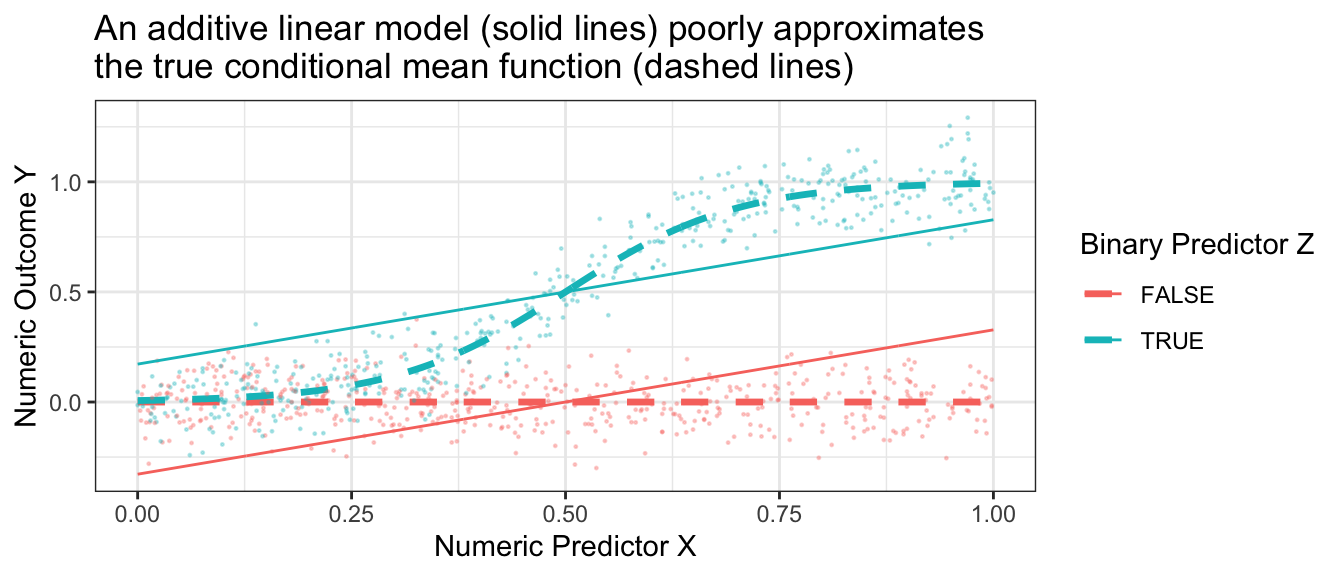 An additive linear model (solid lines) poorly approximates
the true conditional mean function (dashed lines)
Numeric Outcome Y
1.0
0.5
0.0
0.00
0.25
0.50
0.75
1.00
Numeric Predictor X
Binary Predictor Z
FALSE
TRUE